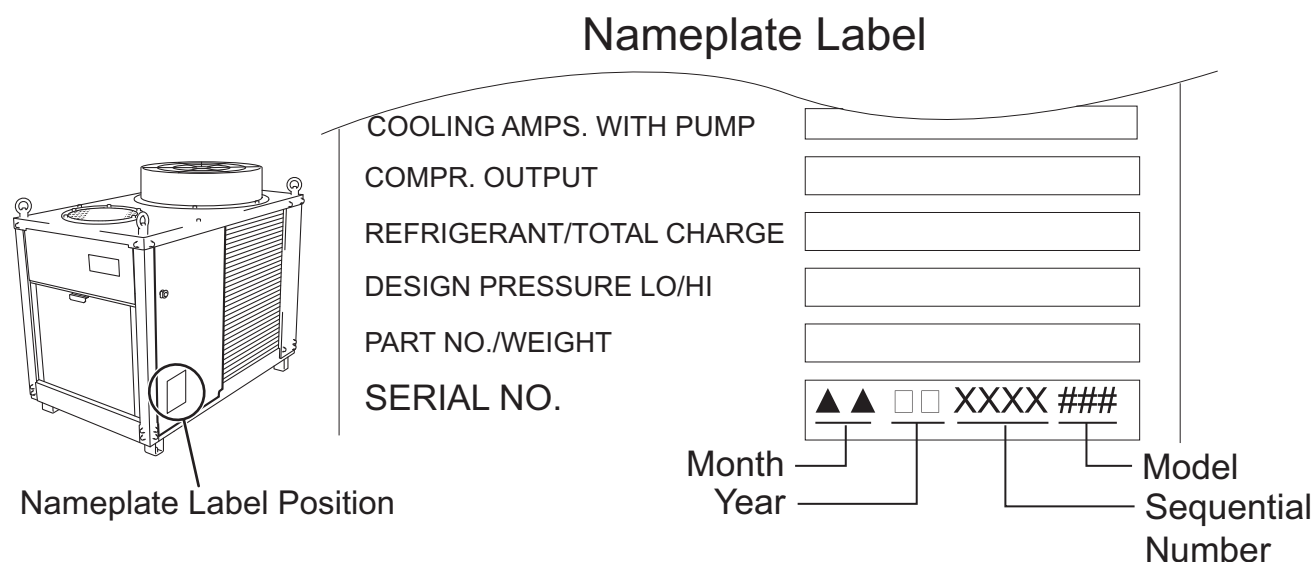 Nameplate Label
COOLING AMPS. WITH PUMP
COMPR. OUTPUT
REFRIGERANT/TOTAL CHARGE
DESIGN PRESSURE LO/HI
PART NO./WEIGHT
SERIAL NO. ▲▲ □□ XXXX ###
Month
Year
Model
Sequential
Number
Nameplate Label Position